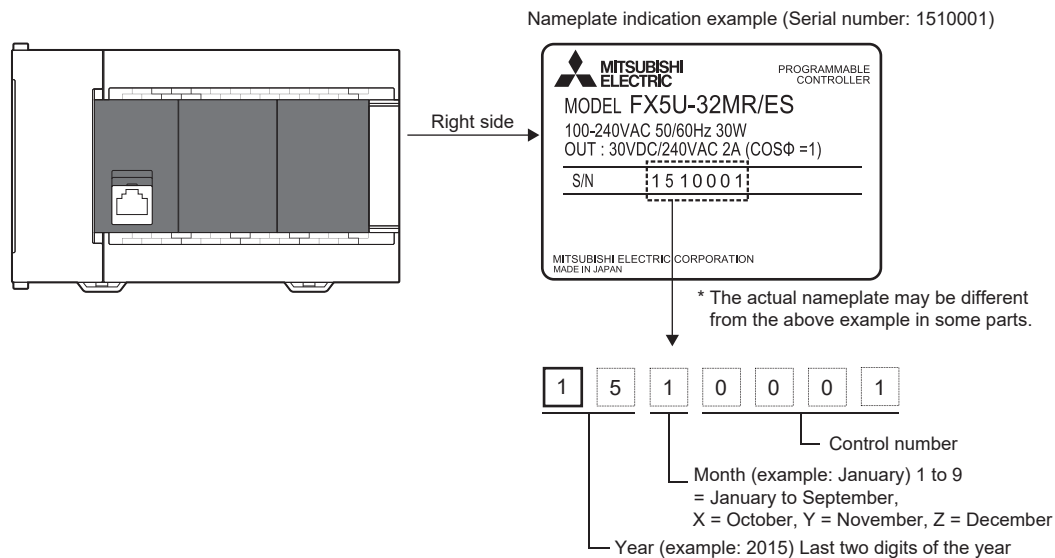 Nameplate indication example (Serial number: 1510001)
MITSUBISHI
ELECTRIC
PROGRAMMABLE
CONTROLLER
MODEL FX5U-32MR/ES
100-240VAC 50/60Hz 30W
OUT : 30VDC/240VAC 2A (COSΦ =1)
Right side
S/N 1510001
MITSUBISHI ELECTRIC CORPORATION
MADE IN JAPAN
* The actual nameplate may be different
from the above example in some parts.
1 5 1 0 0 0 1
Control number
Month (example: January) 1 to 9
= January to September,
X = October, Y = November, Z = December
Year (example: 2015) Last two digits of the year